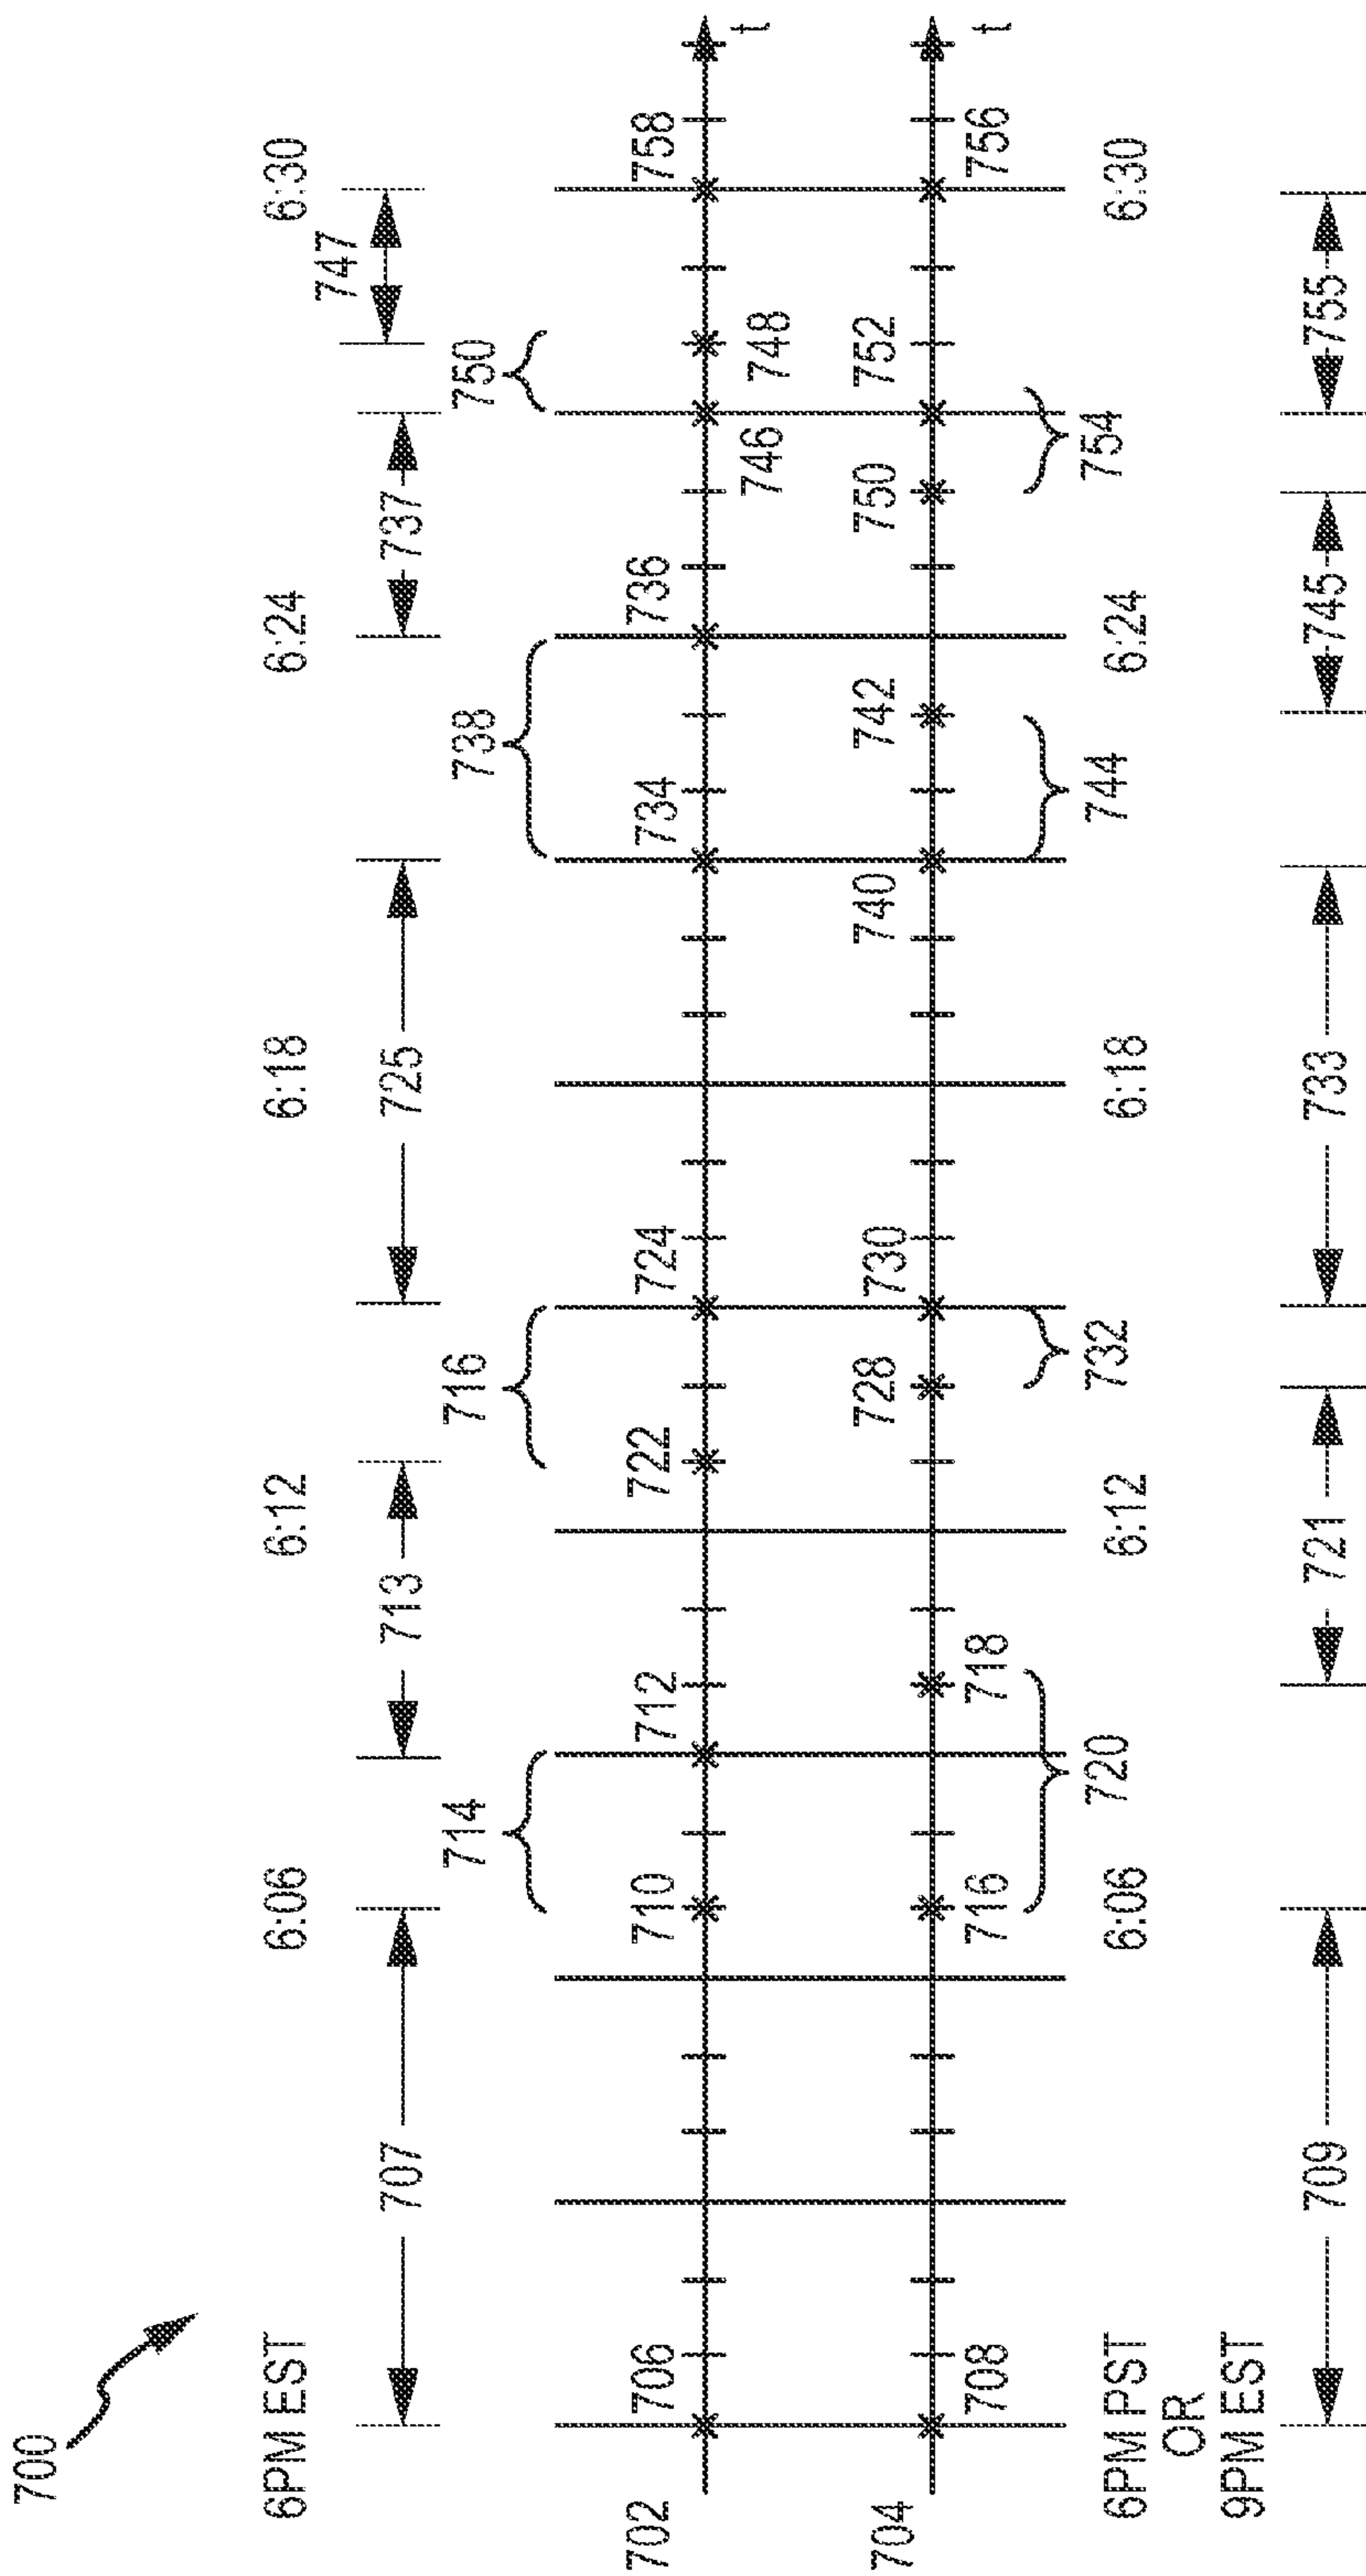 700
6PM EST 6:06 6:12 6:18 6:24 6:30
747
707 713 725 737
714 716 738 750
702 706 710 712 722 724 734 736 758
746 748 t
704 728 730 740 742 750 752
708 716 718 756 t
720 732 744 754
6PM PST 6:06 6:12 6:18 6:24 6:30
OR
9PM EST
709 721 733 745 755